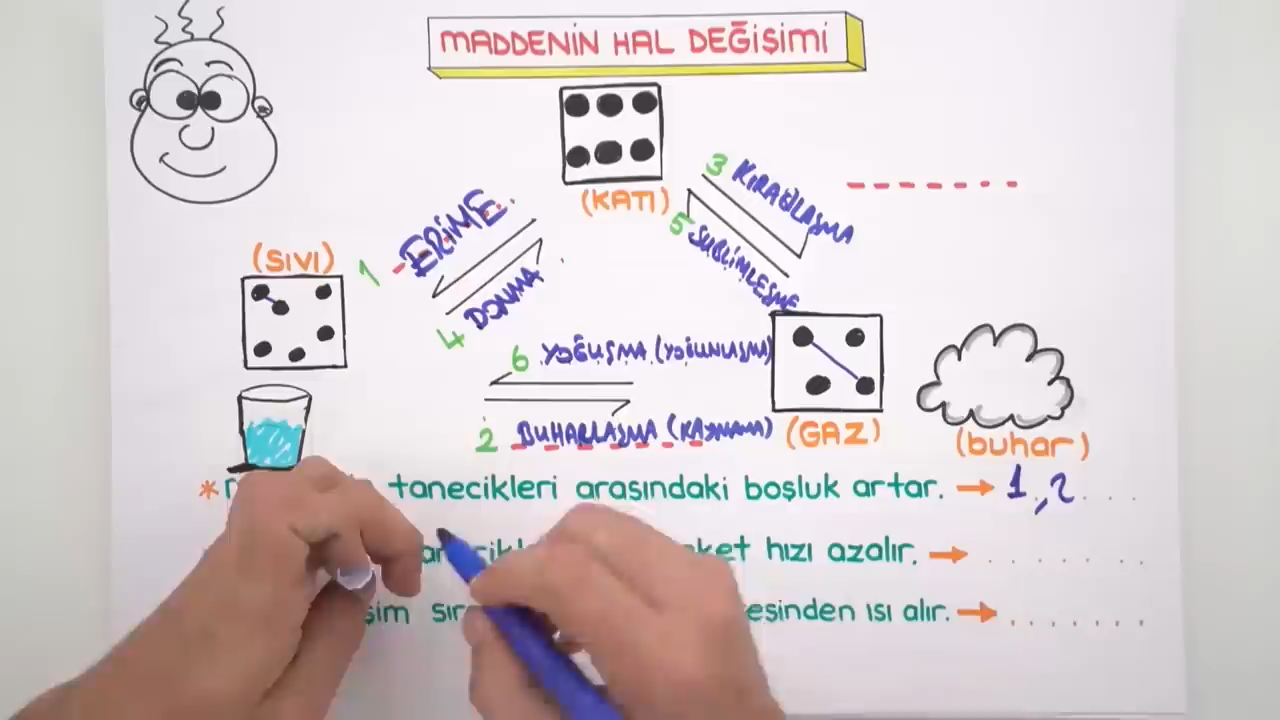 MADDENİN HAL DEĞİŞİMİ
(KATI)
3 KIRAĞILAŞMA
5 SUBLİMLEŞME
1 ERİME
4 DONMA
(SIVI)
6 YOĞUŞMA (YOĞUNLAŞMA)
2 BUHARLAŞMA (KAYNAMA)
(GAZ)
(buhar)
* tanecikleri arasındaki boşluk artar. → 1, 2
hızı azalır. →
ısı alır. →